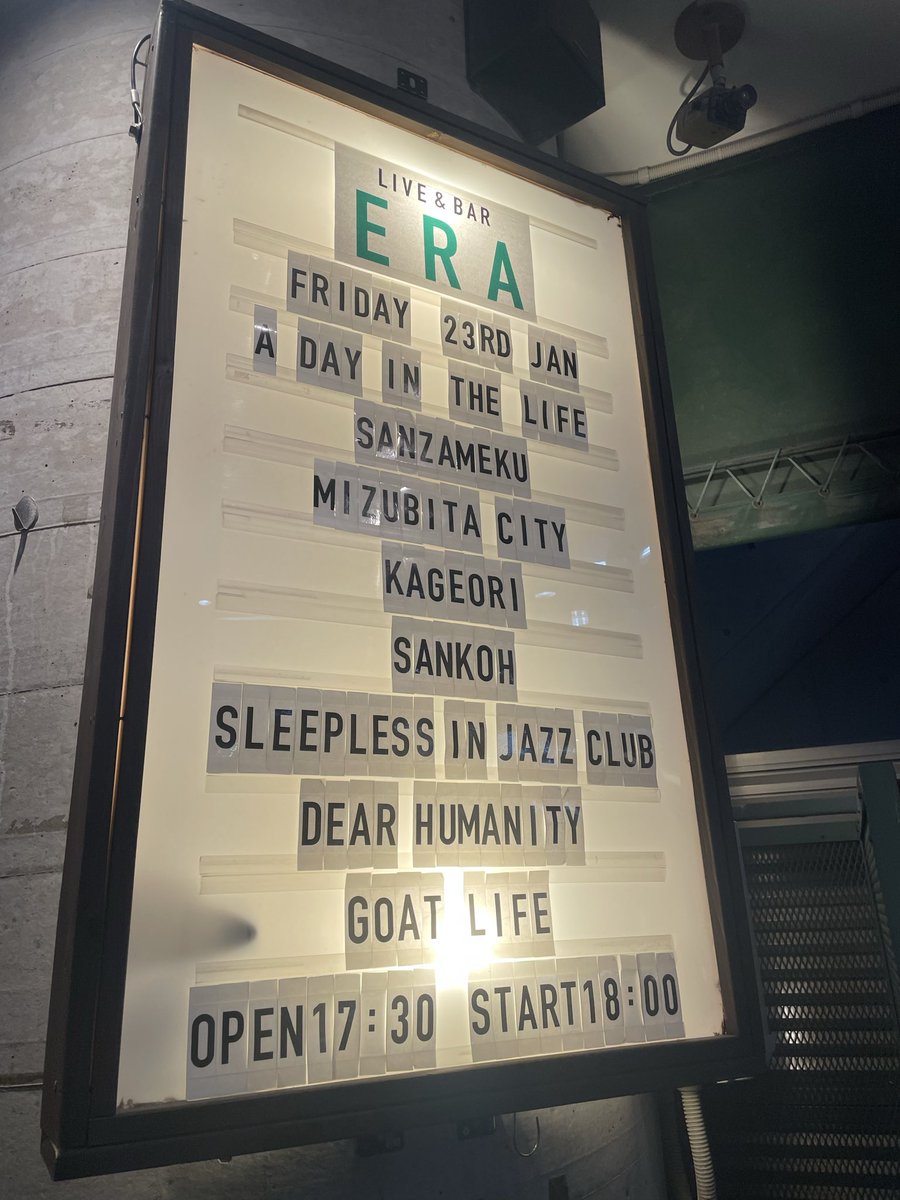 LIVE & BAR
ERA
FRIDAY 23RD JAN
A DAY IN THE LIFE
SANZAMEKU
MIZUBITA CITY
KAGEORI
SANKOH
SLEEPLESS IN JAZZ CLUB
DEAR HUMANITY
GOAT LIFE
OPEN17:30 START18:00